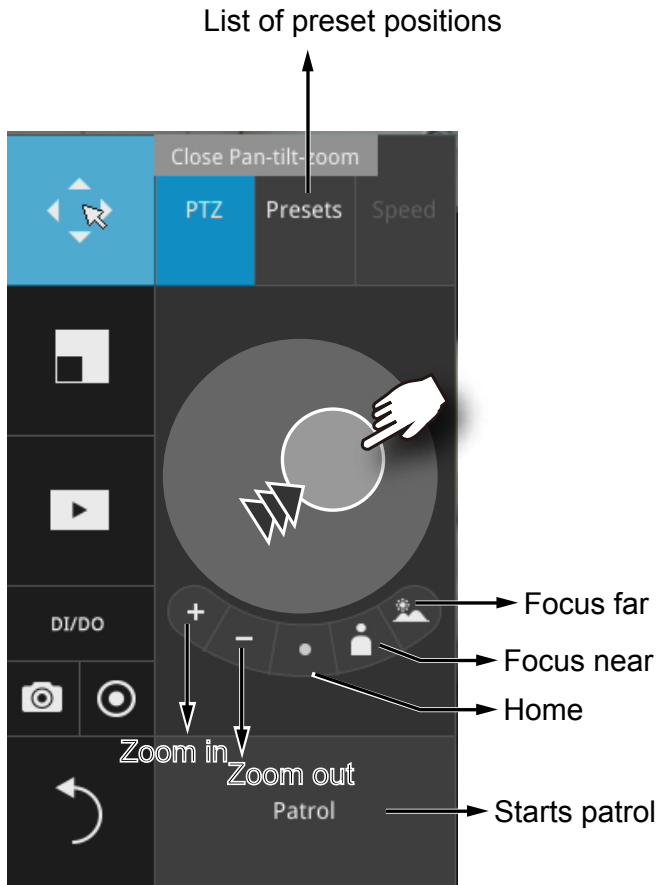 List of preset positions
Close Pan-tilt-zoom
PTZ
Presets
Speed
DI/DO
Focus far
Focus near
Home
Zoom in
Zoom out
Patrol
Starts patrol